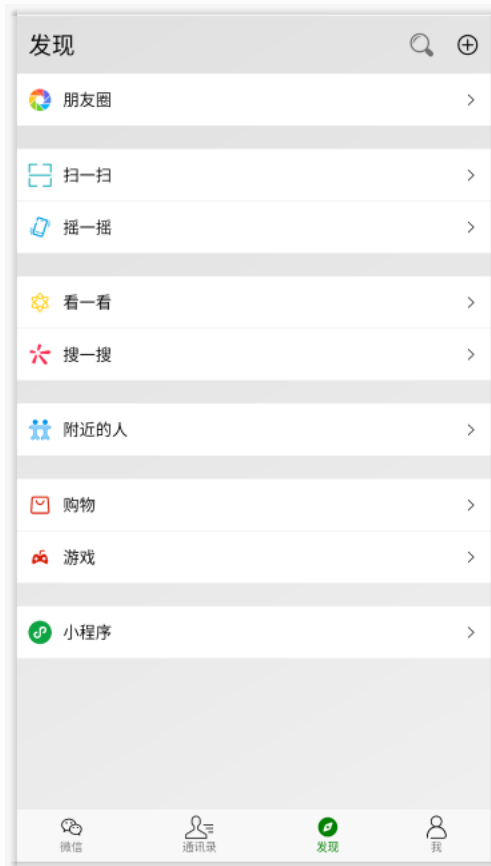 发现
朋友圈
扫一扫
摇一摇
看一看
搜一搜
附近的人
购物
游戏
小程序
微信
通讯录
发现
我